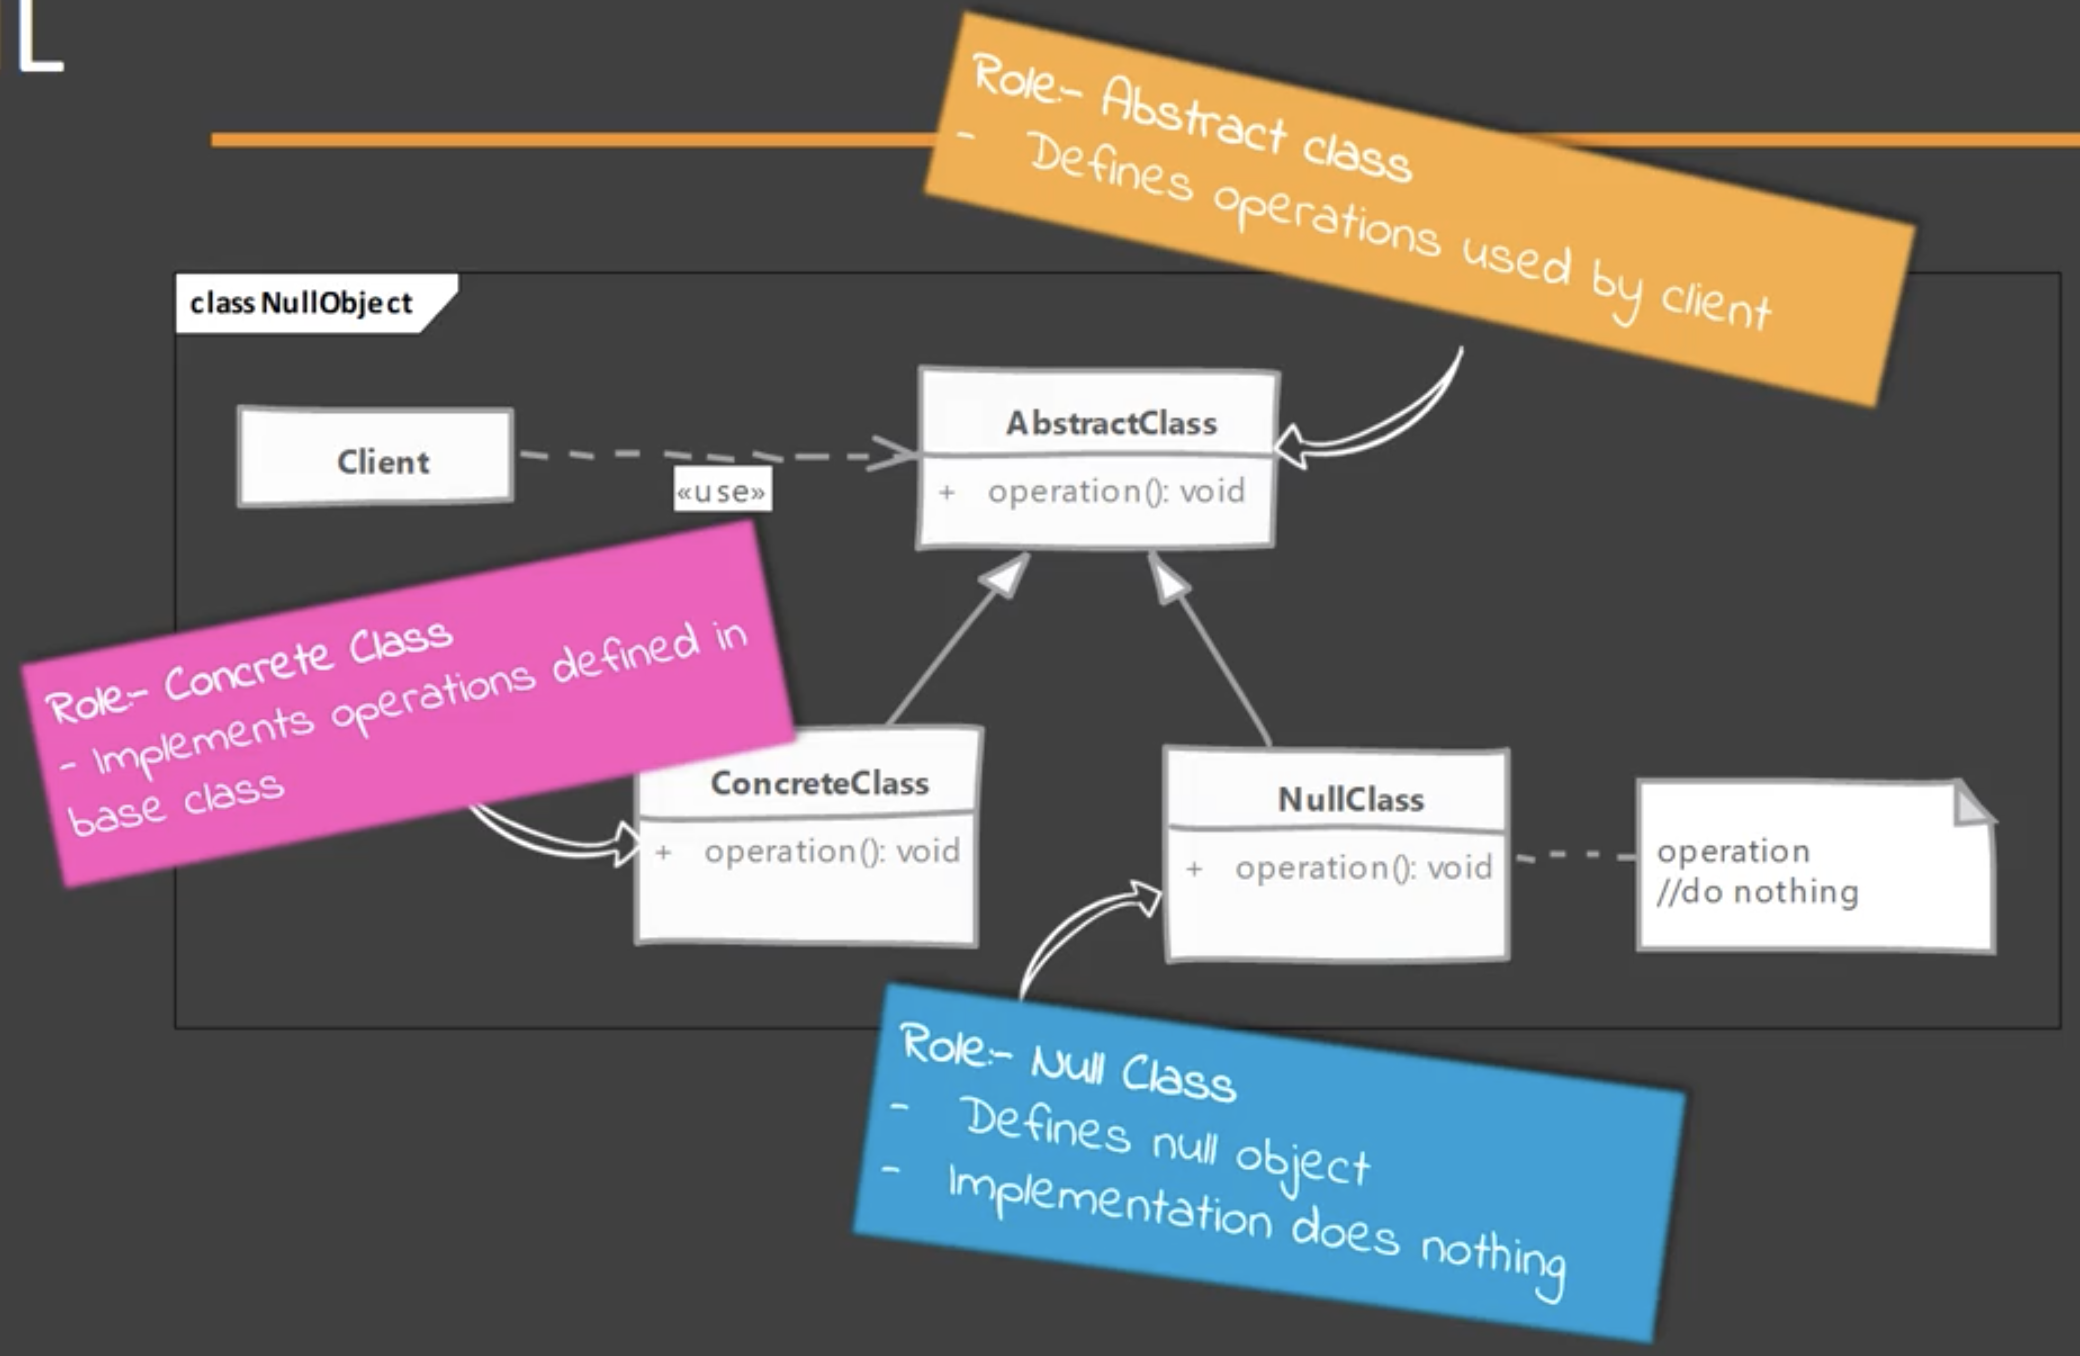 L
Role:- Abstract class
- Defines operations used by client
class NullObject
Client
«use»
AbstractClass
+ operation(): void
Role:- Concrete Class
- Implements operations defined in
base class
ConcreteClass
+ operation(): void
NullClass
+ operation(): void
operation
//do nothing
Role:- Null Class
- Defines null object
- Implementation does nothing